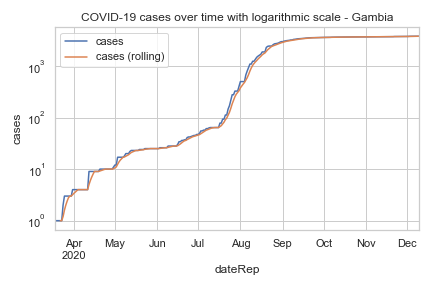 COVID-19 cases over time with logarithmic scale - Gambia
cases
cases (rolling)
10³
10²
10¹
10⁰
cases
Apr May Jun Jul Aug Sep Oct Nov Dec
2020
dateRep